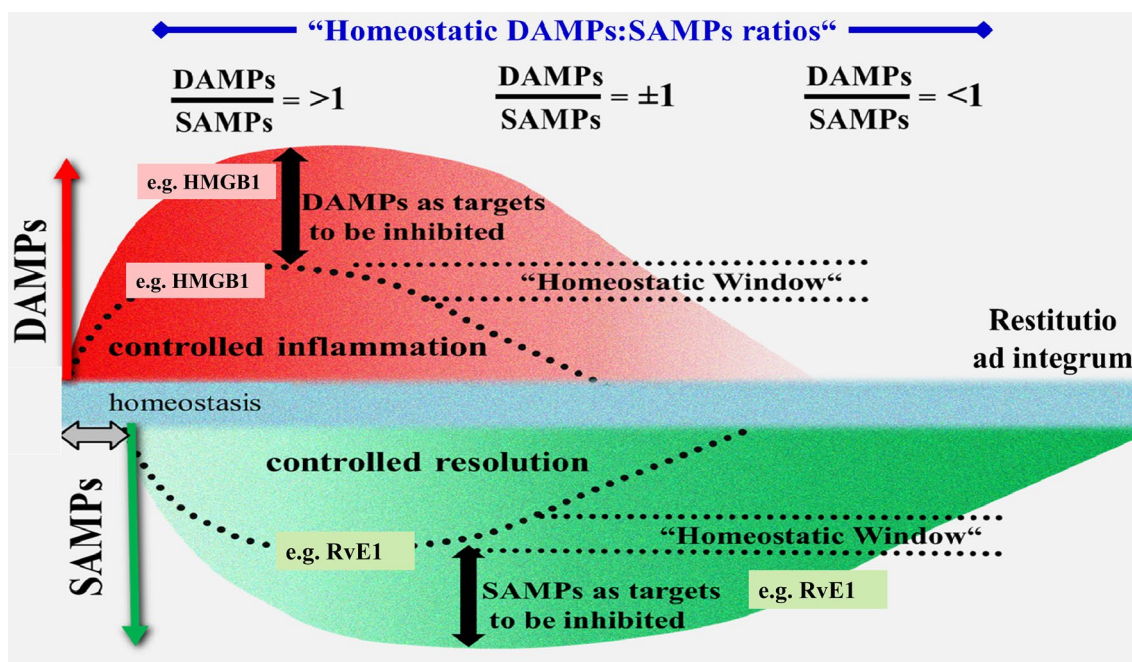 “Homeostatic DAMPs:SAMPs ratios“
DAMPs
SAMPs
= >1
DAMPs
SAMPs
= ±1
DAMPs
SAMPs
= <1
DAMPs
e.g. HMGB1
DAMPs as targets
to be inhibited
e.g. HMGB1
“Homeostatic Window“
controlled inflammation
Restitutio
ad integrum
homeostasis
SAMPs
controlled resolution
“Homeostatic Window“
e.g. RvE1
SAMPs as targets
to be inhibited
e.g. RvE1